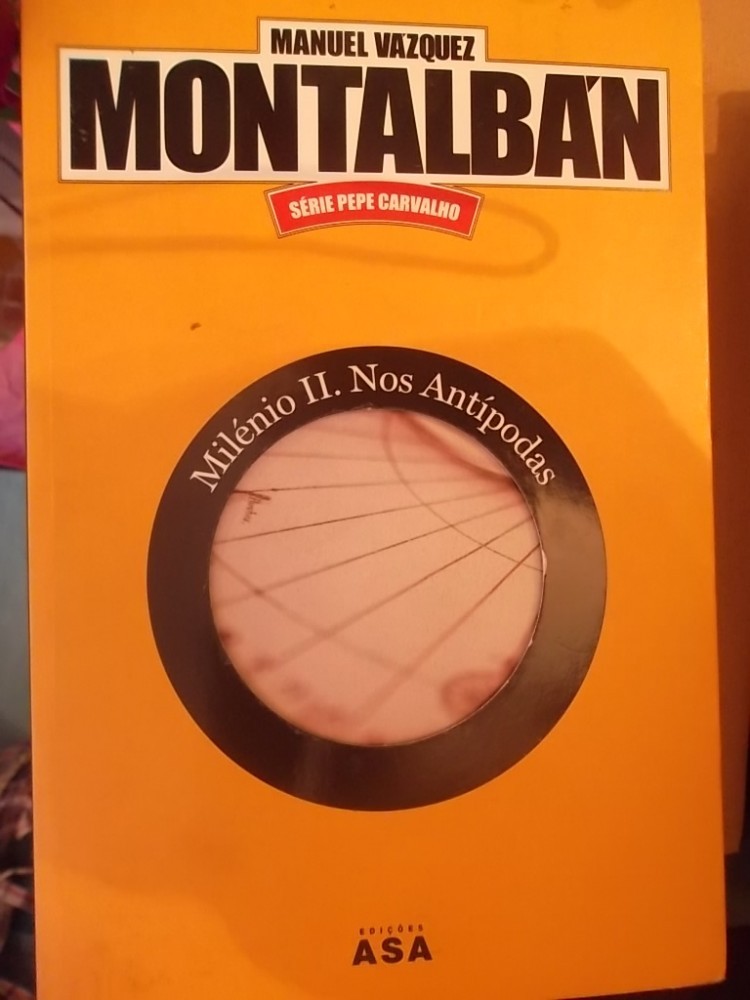 MANUEL VÁZQUEZ
MONTALBÁN
SÉRIE PEPE CARVALHO
Milénio II. Nos Antípodas
EDIÇÕES
ASA